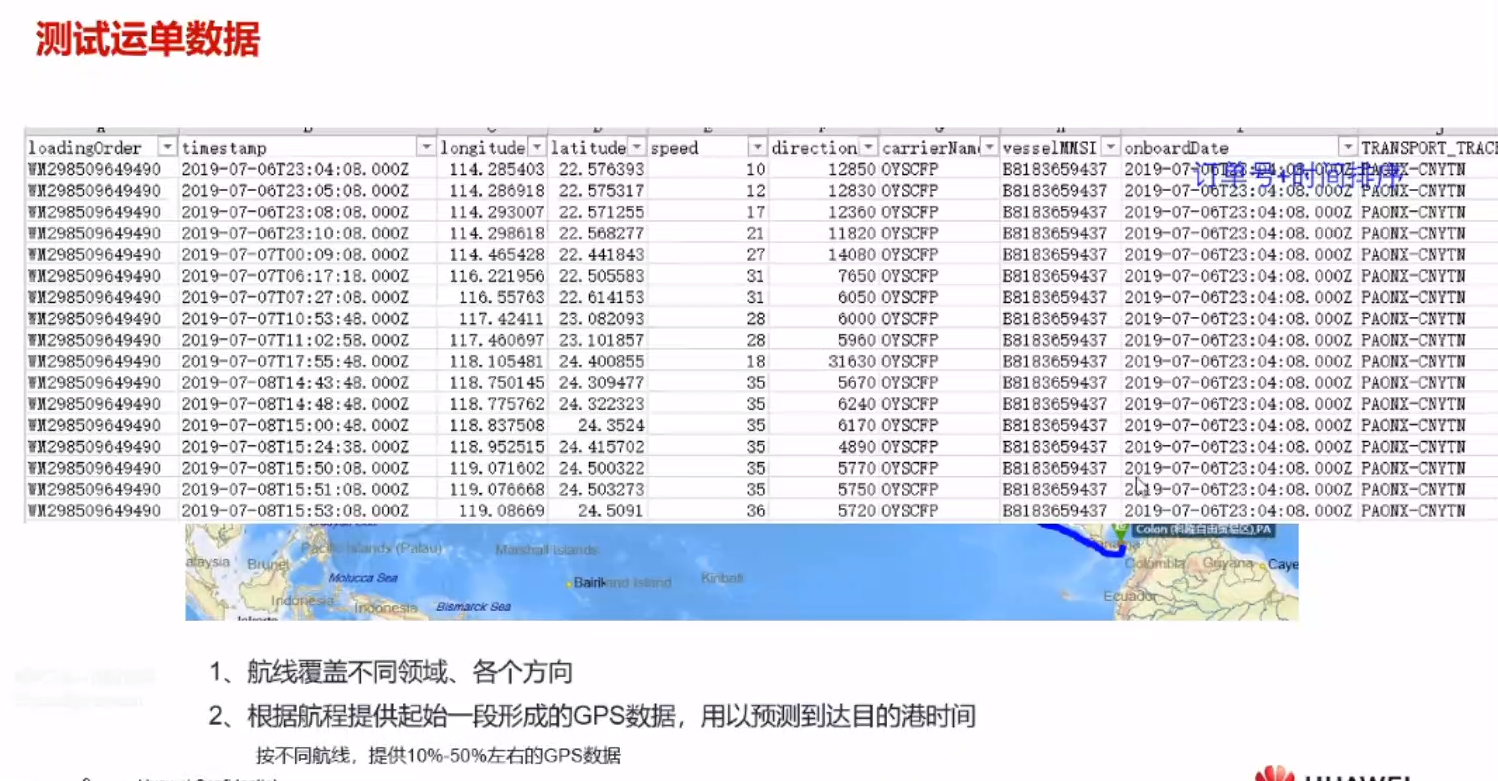 测试运单数据
loadingOrder timestamp longitude latitude speed direction carrierNam vesselMMSI onboardDate TRANSPORT_TRACE
订单号+时间排序
WM298509649490 2019-07-06T23:04:08.000Z 114.285403 22.576393 10 12850 OYSCFP B8183659437 2019-07-06T23:04:08.000Z PAONX-CNYTN
WM298509649490 2019-07-06T23:05:08.000Z 114.286918 22.575317 12 12830 OYSCFP B8183659437 2019-07-06T23:04:08.000Z PAONX-CNYTN
WM298509649490 2019-07-06T23:08:08.000Z 114.293007 22.571255 17 12360 OYSCFP B8183659437 2019-07-06T23:04:08.000Z PAONX-CNYTN
WM298509649490 2019-07-06T23:10:08.000Z 114.298618 22.568277 21 11820 OYSCFP B8183659437 2019-07-06T23:04:08.000Z PAONX-CNYTN
WM298509649490 2019-07-07T00:09:08.000Z 114.465428 22.441843 27 14080 OYSCFP B8183659437 2019-07-06T23:04:08.000Z PAONX-CNYTN
WM298509649490 2019-07-07T06:17:18.000Z 116.221956 22.505583 31 7650 OYSCFP B8183659437 2019-07-06T23:04:08.000Z PAONX-CNYTN
WM298509649490 2019-07-07T07:27:08.000Z 116.55763 22.614153 31 6050 OYSCFP B8183659437 2019-07-06T23:04:08.000Z PAONX-CNYTN
WM298509649490 2019-07-07T10:53:48.000Z 117.42411 23.082093 28 6000 OYSCFP B8183659437 2019-07-06T23:04:08.000Z PAONX-CNYTN
WM298509649490 2019-07-07T11:02:58.000Z 117.460697 23.101857 28 5960 OYSCFP B8183659437 2019-07-06T23:04:08.000Z PAONX-CNYTN
WM298509649490 2019-07-07T17:55:48.000Z 118.105481 24.400855 18 31630 OYSCFP B8183659437 2019-07-06T23:04:08.000Z PAONX-CNYTN
WM298509649490 2019-07-08T14:43:48.000Z 118.750145 24.309477 35 5670 OYSCFP B8183659437 2019-07-06T23:04:08.000Z PAONX-CNYTN
WM298509649490 2019-07-08T14:48:48.000Z 118.775762 24.322323 35 6240 OYSCFP B8183659437 2019-07-06T23:04:08.000Z PAONX-CNYTN
WM298509649490 2019-07-08T15:00:48.000Z 118.837508 24.3524 35 6170 OYSCFP B8183659437 2019-07-06T23:04:08.000Z PAONX-CNYTN
WM298509649490 2019-07-08T15:24:38.000Z 118.952515 24.415702 35 4890 OYSCFP B8183659437 2019-07-06T23:04:08.000Z PAONX-CNYTN
WM298509649490 2019-07-08T15:50:08.000Z 119.071602 24.500322 35 5770 OYSCFP B8183659437 2019-07-06T23:04:08.000Z PAONX-CNYTN
WM298509649490 2019-07-08T15:51:08.000Z 119.076668 24.503273 35 5750 OYSCFP B8183659437 2019-07-06T23:04:08.000Z PAONX-CNYTN
WM298509649490 2019-07-08T15:53:08.000Z 119.08669 24.5091 36 5720 OYSCFP B8183659437 2019-07-06T23:04:08.000Z PAONX-CNYTN
Pacific Islands (Palau) Marshall Islands
alaysia Brunei Colombia Guyana Caye
Molucca Sea Kiribati
Indonesia Indonesia Bismarck Sea Ecuador
1、航线覆盖不同领域、各个方向
2、根据航程提供起始一段形成的GPS数据，用以预测到达目的港时间
按不同航线，提供10%-50%左右的GPS数据
HUAWEI